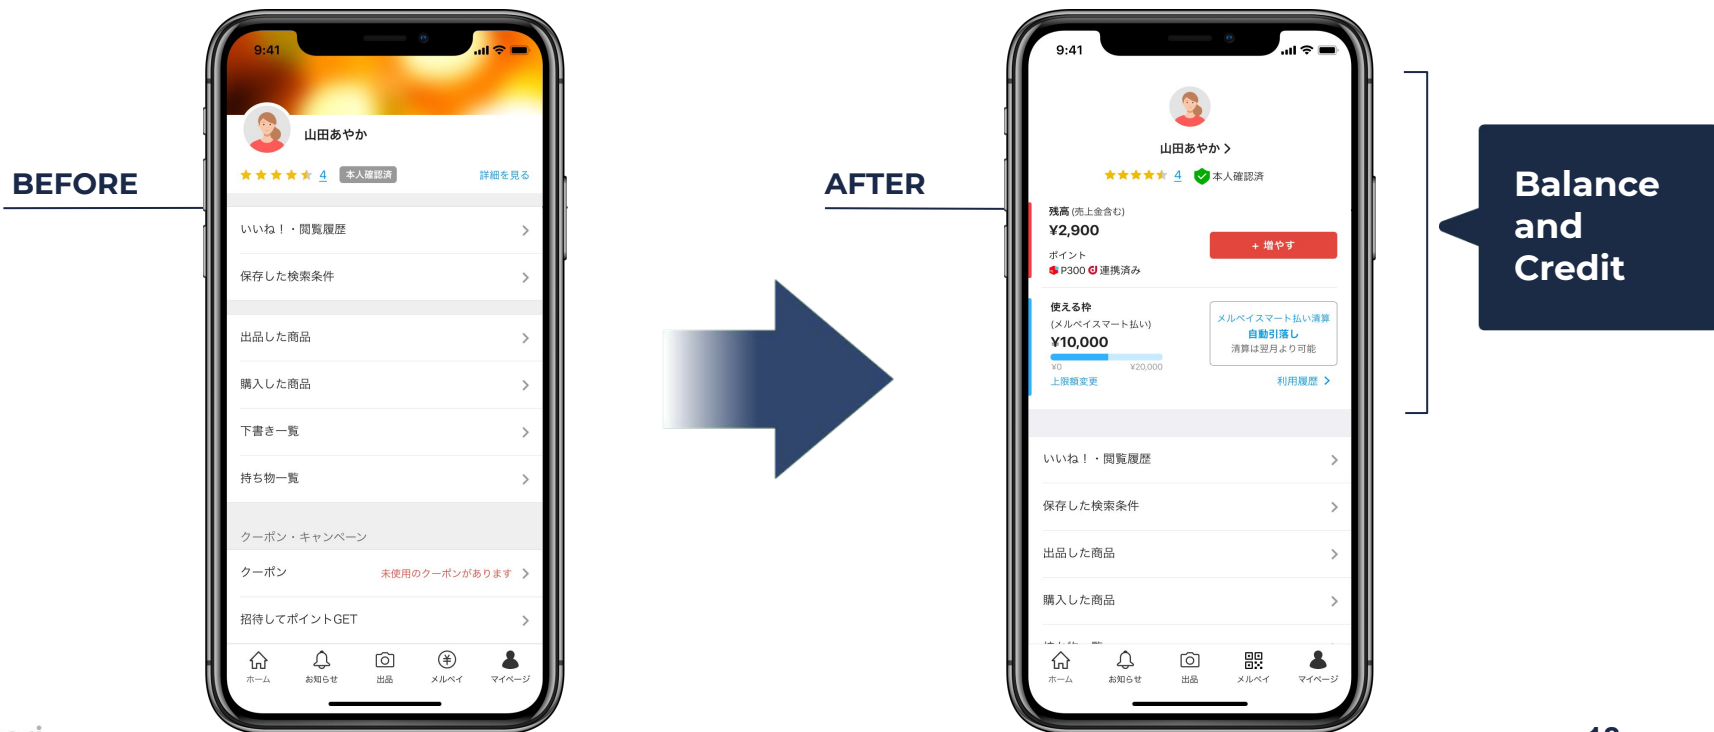 BEFORE
9:41
山田あやか
4 本人確認済 詳細を見る
いいね！・閲覧履歴
保存した検索条件
出品した商品
購入した商品
下書き一覧
持ち物一覧
クーポン・キャンペーン
クーポン 未使用のクーポンがあります
招待してポイントGET
ホーム お知らせ 出品 メルペイ マイページ
AFTER
9:41
山田あやか
4 本人確認済
残高 (売上金含む)
¥2,900
+ 増やす
ポイント
P300 d 連携済み
使える枠
(メルペイスマート払い)
¥10,000
¥0 ¥20,000
上限額変更
メルペイスマート払い清算
自動引落し
清算は翌月より可能
利用履歴
いいね！・閲覧履歴
保存した検索条件
出品した商品
購入した商品
ホーム お知らせ 出品 メルペイ マイページ
Balance
and
Credit